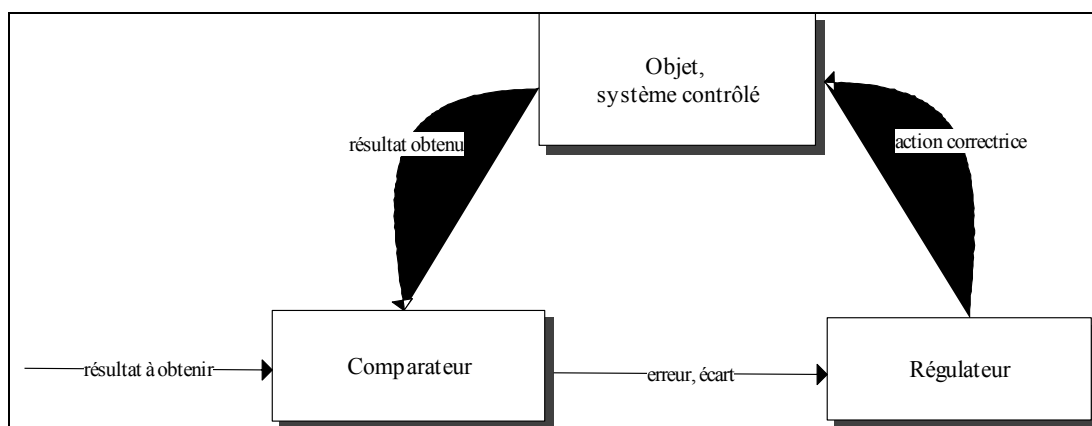 Objet,
système contrôlé
résultat obtenu
action correctrice
résultat à obtenir
Comparateur
erreur, écart
Régulateur